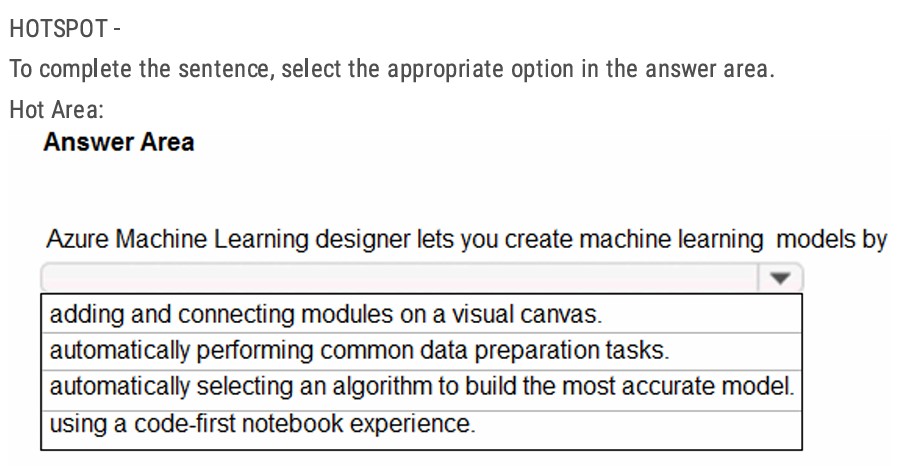 HOTSPOT -
To complete the sentence, select the appropriate option in the answer area.
Hot Area:
Answer Area
Azure Machine Learning designer lets you create machine learning models by
adding and connecting modules on a visual canvas.
automatically performing common data preparation tasks.
automatically selecting an algorithm to build the most accurate model.
using a code-first notebook experience.